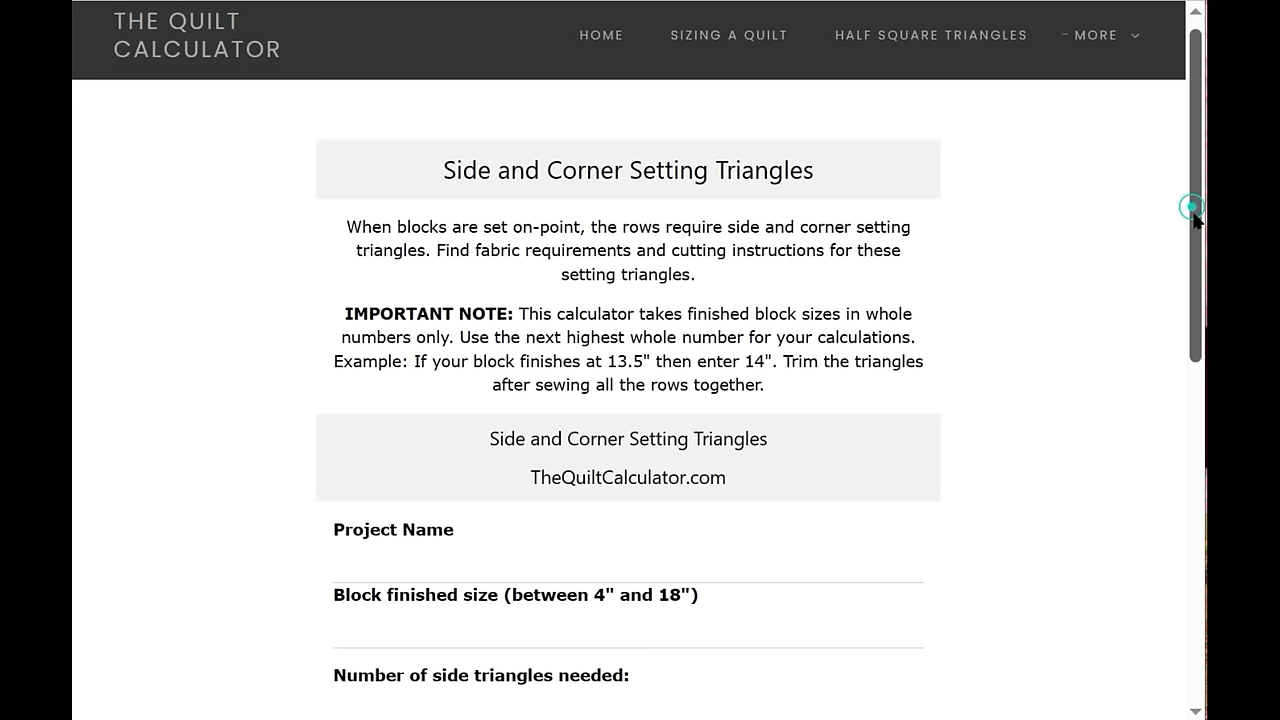 THE QUILT
CALCULATOR
HOME SIZING A QUILT HALF SQUARE TRIANGLES MORE
Side and Corner Setting Triangles
When blocks are set on-point, the rows require side and corner setting
triangles. Find fabric requirements and cutting instructions for these
setting triangles.
IMPORTANT NOTE: This calculator takes finished block sizes in whole
numbers only. Use the next highest whole number for your calculations.
Example: If your block finishes at 13.5" then enter 14". Trim the triangles
after sewing all the rows together.
Side and Corner Setting Triangles
TheQuiltCalculator.com
Project Name
Block finished size (between 4" and 18")
Number of side triangles needed: